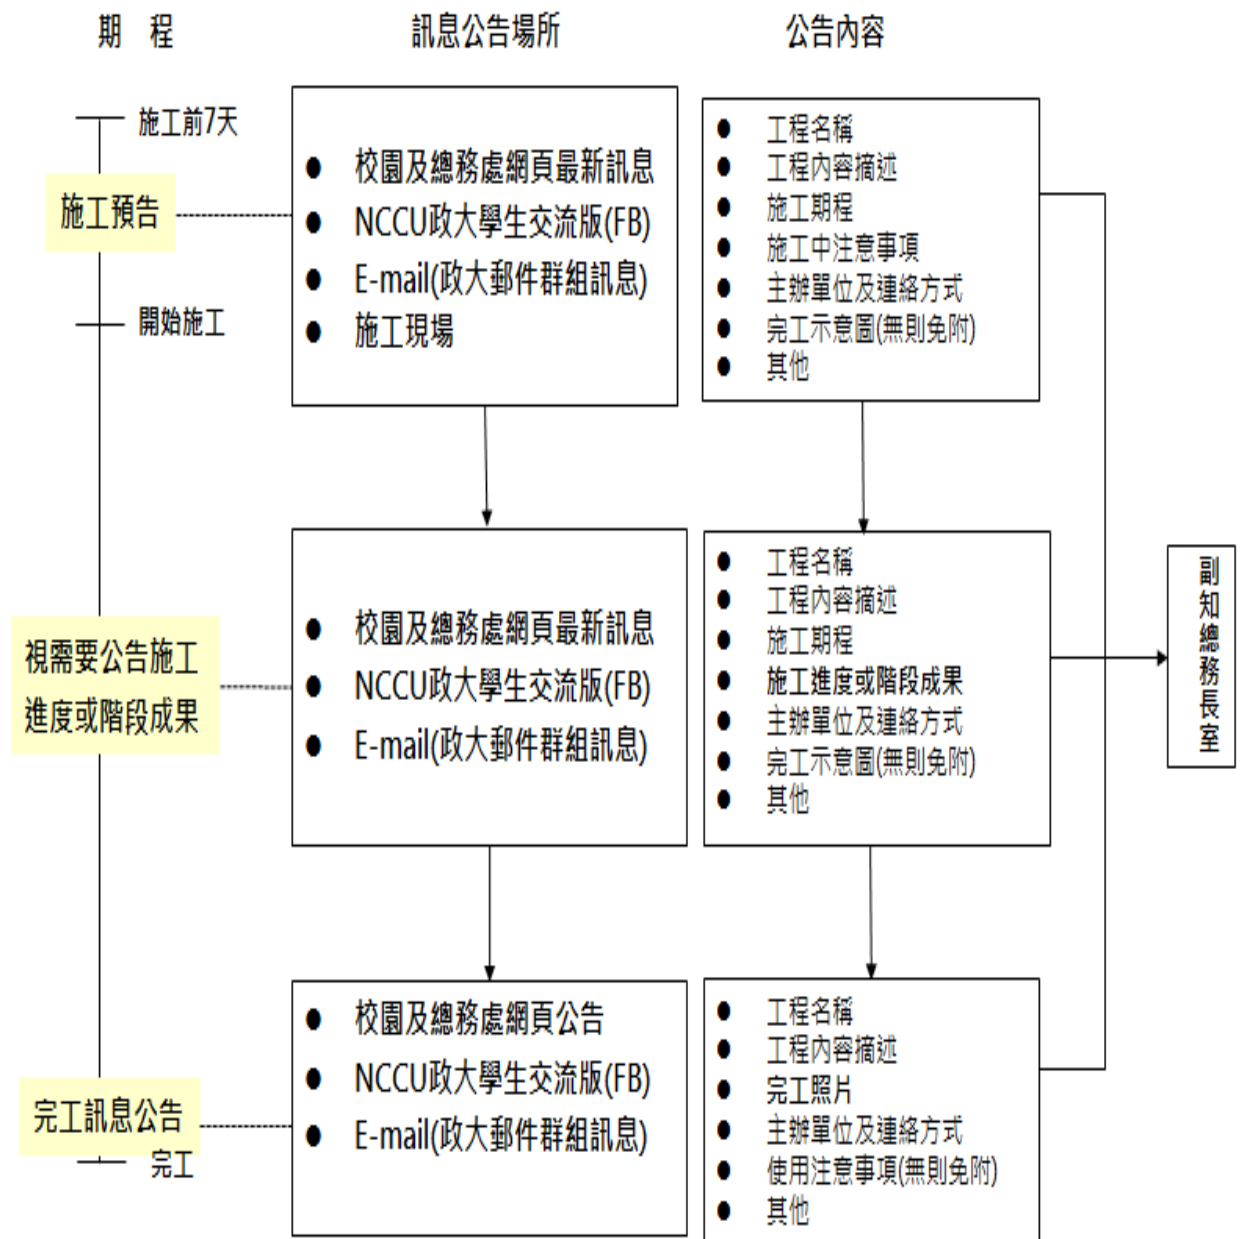 期 程
訊息公告場所
公告內容
施工前7天
施工預告
開始施工
● 校園及總務處網頁最新訊息
● NCCU政大學生交流版(FB)
● E-mail(政大郵件群組訊息)
● 施工現場
● 工程名稱
● 工程內容摘述
● 施工期程
● 施工中注意事項
● 主辦單位及連絡方式
● 完工示意圖(無則免附)
● 其他
視需要公告施工
進度或階段成果
● 校園及總務處網頁最新訊息
● NCCU政大學生交流版(FB)
● E-mail(政大郵件群組訊息)
● 工程名稱
● 工程內容摘述
● 施工期程
● 施工進度或階段成果
● 主辦單位及連絡方式
● 完工示意圖(無則免附)
● 其他
副知總務長室
完工訊息公告
完工
● 校園及總務處網頁公告
● NCCU政大學生交流版(FB)
● E-mail(政大郵件群組訊息)
● 工程名稱
● 工程內容摘述
● 完工照片
● 主辦單位及連絡方式
● 使用注意事項(無則免附)
● 其他